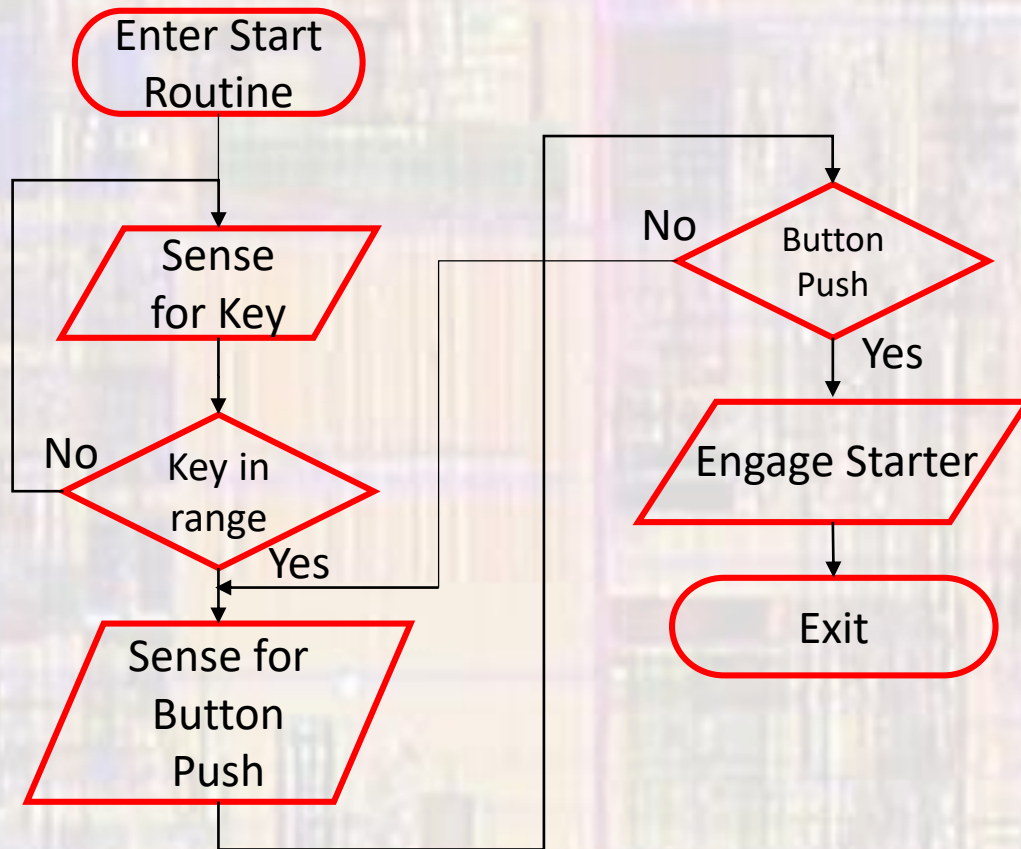 Enter Start
Routine
Sense
for Key
No
Key in
range
Yes
Sense for
Button
Push
No
Button
Push
Yes
Engage Starter
Exit